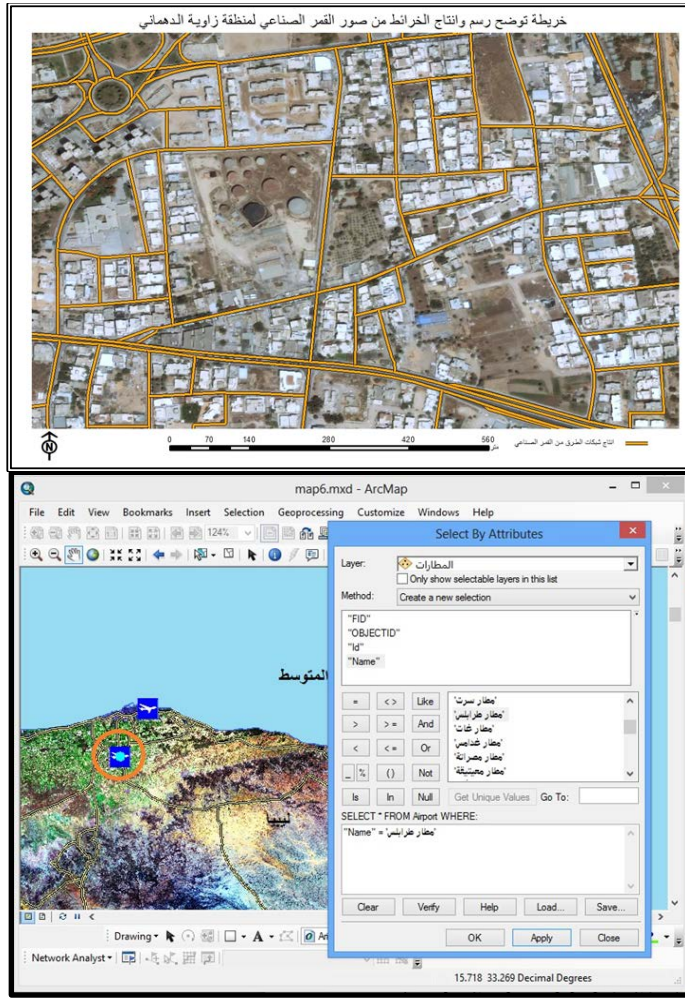 خريطة توضح رسم وانتاج الخرائط من صور القمر الصناعي لمنطقة زاوية الدهماني
0 70 140 280 420 560 متر
انتاج شبكات الطرق من القمر الصناعي
N
map6.mxd - ArcMap
File Edit View Bookmarks Insert Selection Geoprocessing Customize Windows Help
124%
Select By Attributes
Layer: المطارات
Only show selectable layers in this list
Method: Create a new selection
"FID"
"OBJECTID"
"Id"
"Name"
المتوسط
= < > Like
'مطار سرت'
'مطار طرابلس'
> > = And
'مطار غات'
< < = Or
'مطار غدامس'
'مطار مصراتة'
_ % () Not
'مطار معيتيقة'
Is In Null Get Unique Values Go To:
SELECT * FROM Airport WHERE:
"Name" = 'مطار طرابلس'
ليبيا
Clear Verify Help Load... Save...
OK Apply Close
Drawing A
Network Analyst
15.718 33.269 Decimal Degrees